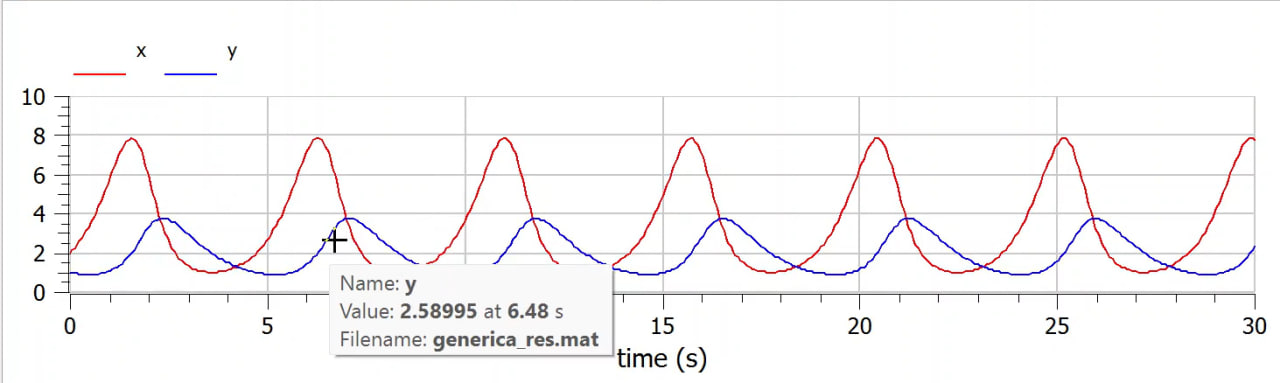 x y
10
8
6
4
2
0
0 5 15 20 25 30
Name: y
Value: 2.58995 at 6.48 s
Filename: generica_res.mat
time (s)